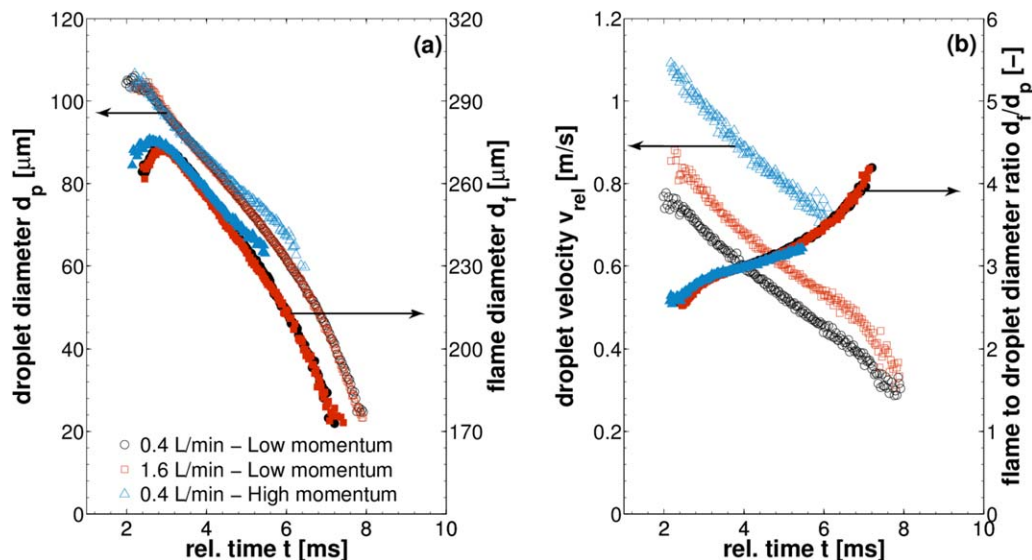 (a)
120
100
80
60
40
20
0
droplet diameter d_p [μm]
320
290
260
230
200
170
flame diameter d_f [μm]
2 4 6 8 10
rel. time t [ms]
0.4 L/min – Low momentum
1.6 L/min – Low momentum
0.4 L/min – High momentum
(b)
1.2
1
0.8
0.6
0.4
0.2
0
droplet velocity v_rel [m/s]
6
5
4
3
2
1
0
flame to droplet diameter ratio d_f/d_p [–]
2 4 6 8 10
rel. time t [ms]